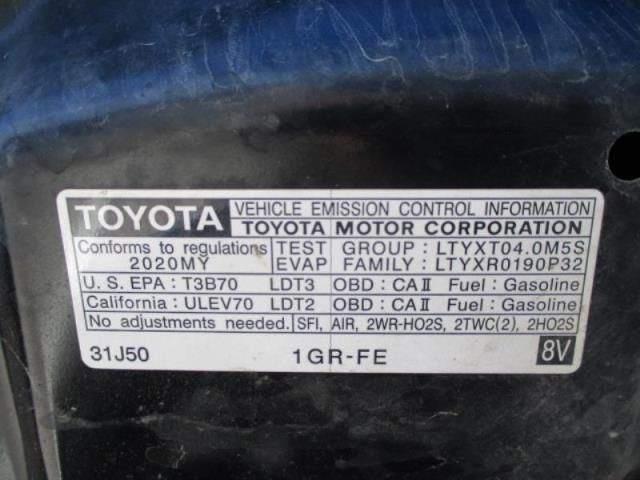 TOYOTA VEHICLE EMISSION CONTROL INFORMATION
TOYOTA MOTOR CORPORATION
Conforms to regulations TEST GROUP : LTYXT04.0M5S
2020MY EVAP FAMILY : LTYXR0190P32
U. S. EPA : T3B70 LDT3 OBD : CAⅡ Fuel : Gasoline
California : ULEV70 LDT2 OBD : CAⅡ Fuel : Gasoline
No adjustments needed. SFI, AIR, 2WR-HO2S, 2TWC(2), 2HO2S
31J50 1GR-FE 8V